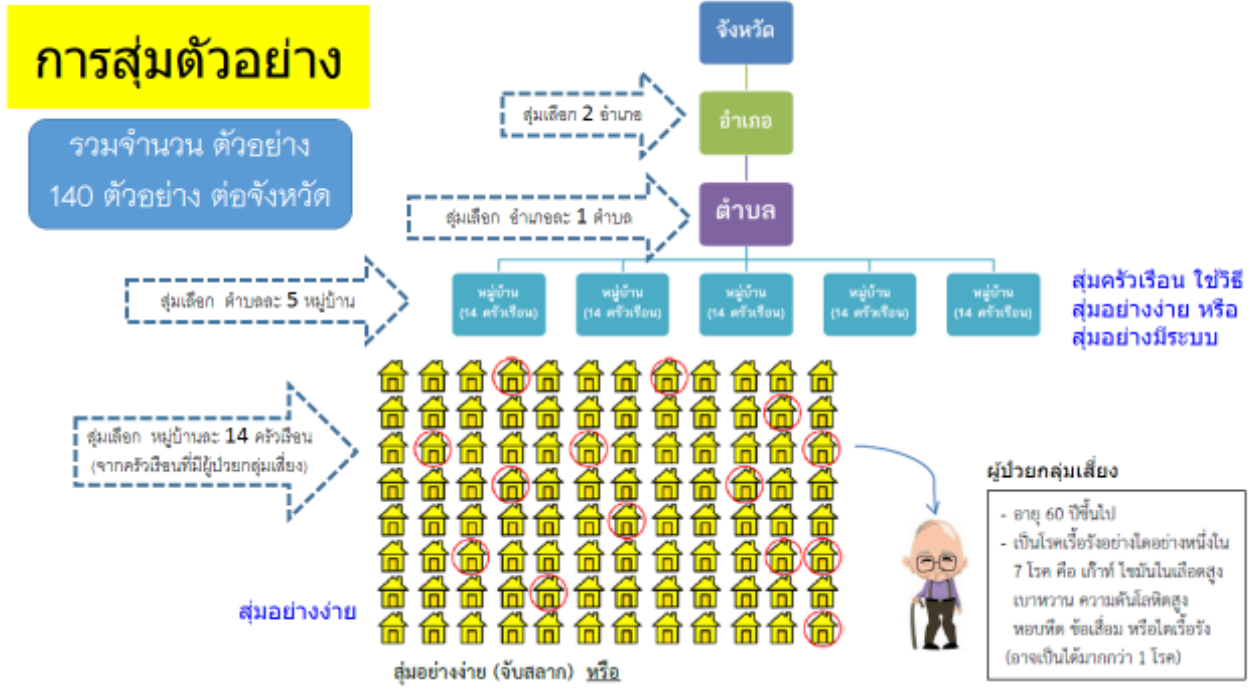 การสุ่มตัวอย่าง
รวมจำนวน ตัวอย่าง
140 ตัวอย่าง ต่อจังหวัด
จังหวัด
สุ่มเลือก 2 อำเภอ
อำเภอ
สุ่มเลือก อำเภอละ 1 ตำบล
ตำบล
สุ่มเลือก ตำบลละ 5 หมู่บ้าน
หมู่บ้าน
(14 ครัวเรือน)
หมู่บ้าน
(14 ครัวเรือน)
หมู่บ้าน
(14 ครัวเรือน)
หมู่บ้าน
(14 ครัวเรือน)
หมู่บ้าน
(14 ครัวเรือน)
สุ่มครัวเรือน ใช้วิธี
สุ่มอย่างง่าย หรือ
สุ่มอย่างมีระบบ
สุ่มเลือก หมู่บ้านละ 14 ครัวเรือน
(จากครัวเรือนที่มีผู้ป่วยกลุ่มเสี่ยง)
ผู้ป่วยกลุ่มเสี่ยง
- อายุ 60 ปีขึ้นไป
- เป็นโรคเรื้อรังอย่างใดอย่างหนึ่งใน
7 โรค คือ เก๊าท์ ไขมันในเลือดสูง
เบาหวาน ความดันโลหิตสูง
หอบหืด ข้อเสื่อม หรือไตเรื้อรัง
(อาจเป็นได้มากกว่า 1 โรค)
สุ่มอย่างง่าย
สุ่มอย่างง่าย (จับสลาก) หรือ